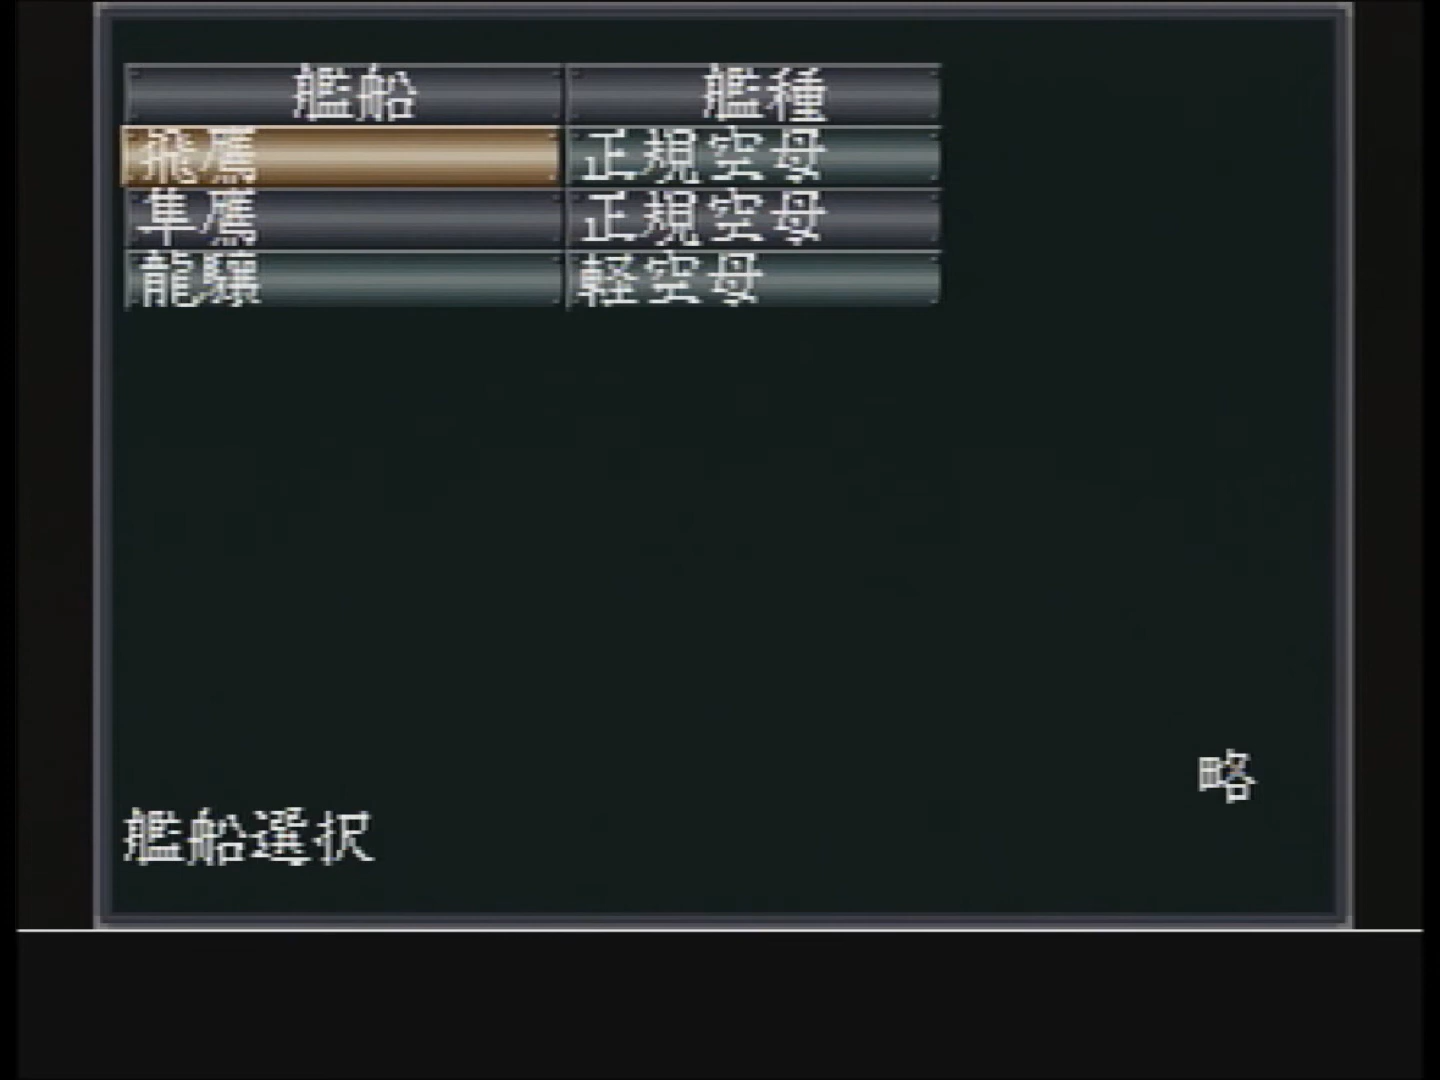 艦船 艦種
飛鷹 正規空母
隼鷹 正規空母
龍驤 軽空母
略
艦船選択